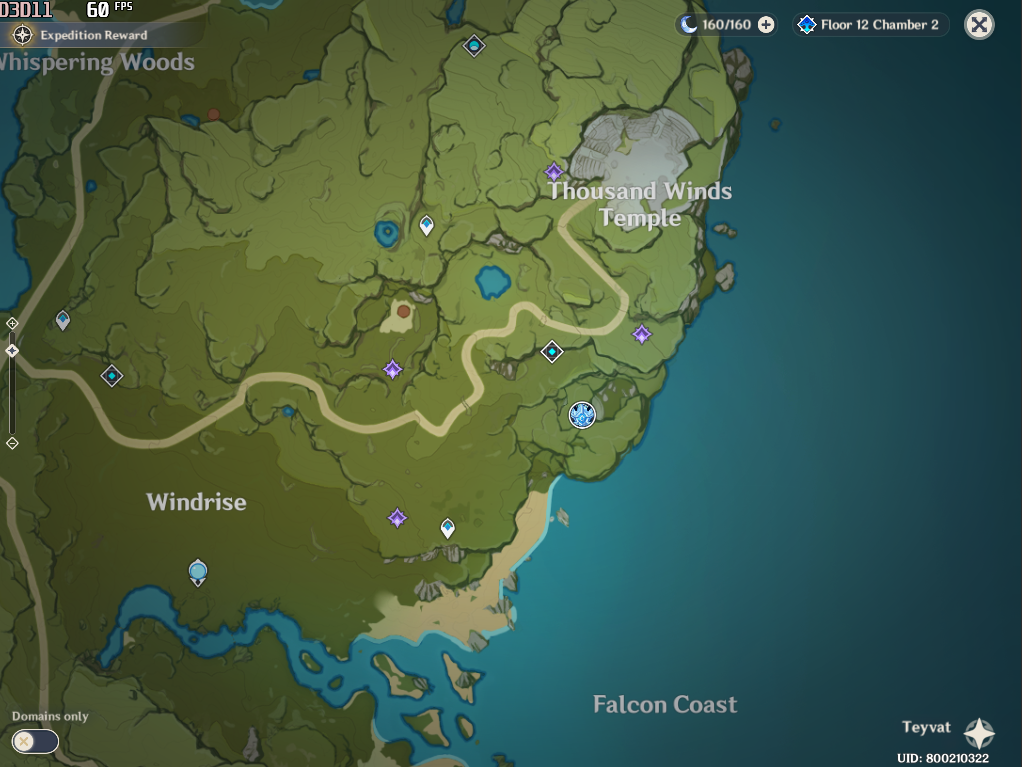 D3D11 60 FPS
Expedition Reward
160/160
Floor 12 Chamber 2
Whispering Woods
Thousand Winds
Temple
Windrise
Falcon Coast
Domains only
Teyvat
UID: 800210322